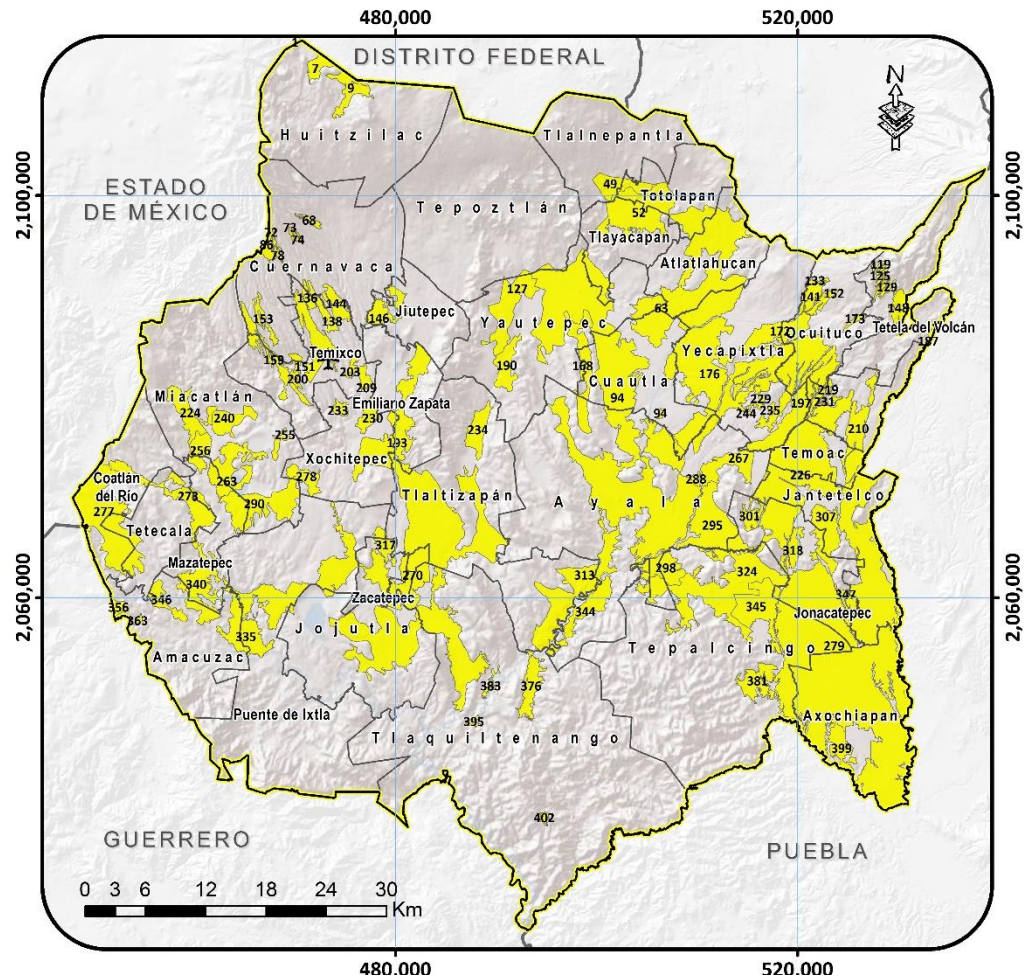 480,000
520,000
1
DISTRITO FEDERAL
7
9
N
Huitzilac
Tlalnepantla
ESTADO
DE MÉXICO
2,100,000
2,100,000
49
Totolapan
Tepoztlán
52
68
73
72
74
86
78
Tlayacapan
Cuernavaca
Atlatlahucan
119
125
133
129
127
136
152
141
144
63
148
153
138
146
Jiutepec
Yautepec
173
172
Ocuituco
Tetela del Volcán
187
Yecapixtla
159
Temixco
151
203
190
168
176
200
Cuautla
209
219
Miacatlán
94
229
197
231
224
240
233
230
Emiliano Zapata
94
244
235
234
210
255
193
256
Xochitepec
267
Temoac
Coatlán
del Río
278
226
263
273
Tlaltizapán
288
Jantetelco
277
290
Ayala
301
307
295
Tetecala
317
318
Mazatepec
298
324
340
270
313
346
Zacatepec
347
356
344
345
363
Jonacatepec
335
Jojutla
279
Tepalcingo
Amacuzac
381
383
376
Puente de Ixtla
Axochiapan
395
Tlaquiltenango
399
402
GUERRERO
PUEBLA
0 3 6 12 18 24 30
Km
2,060,000
2,060,000
480,000
520,000